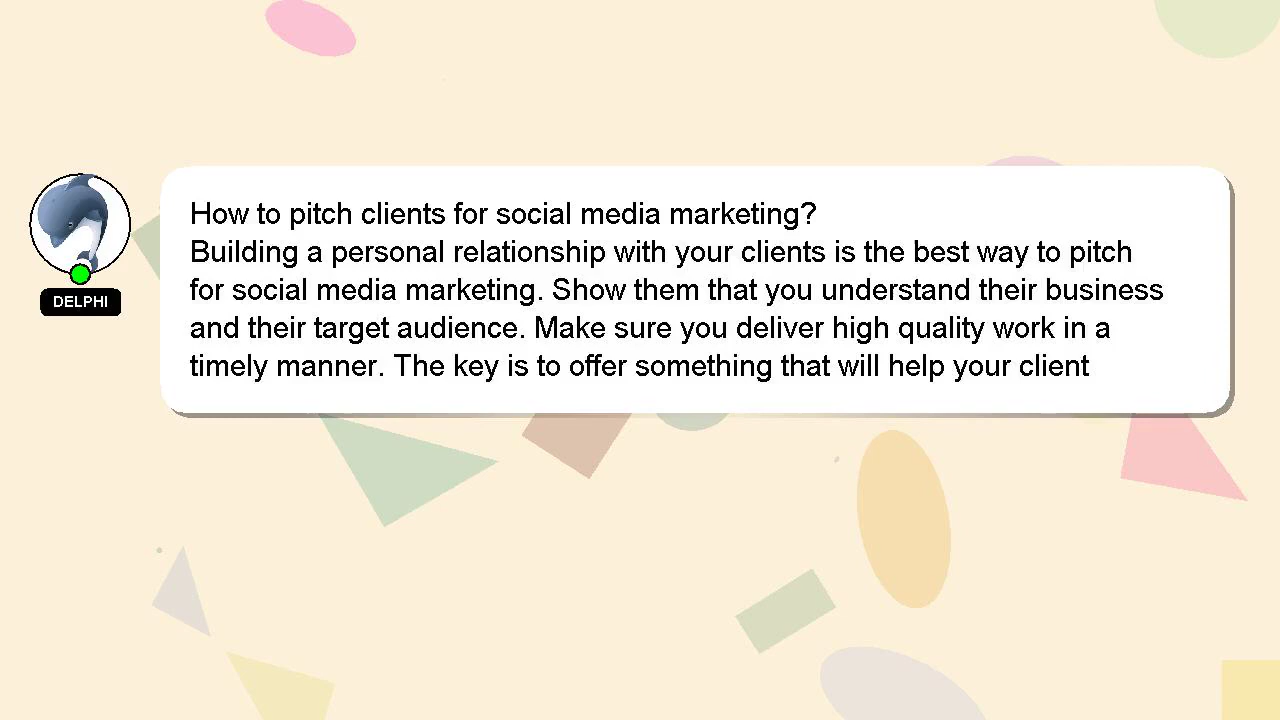 How to pitch clients for social media marketing?
Building a personal relationship with your clients is the best way to pitch
for social media marketing. Show them that you understand their business
and their target audience. Make sure you deliver high quality work in a
timely manner. The key is to offer something that will help your client
DELPHI